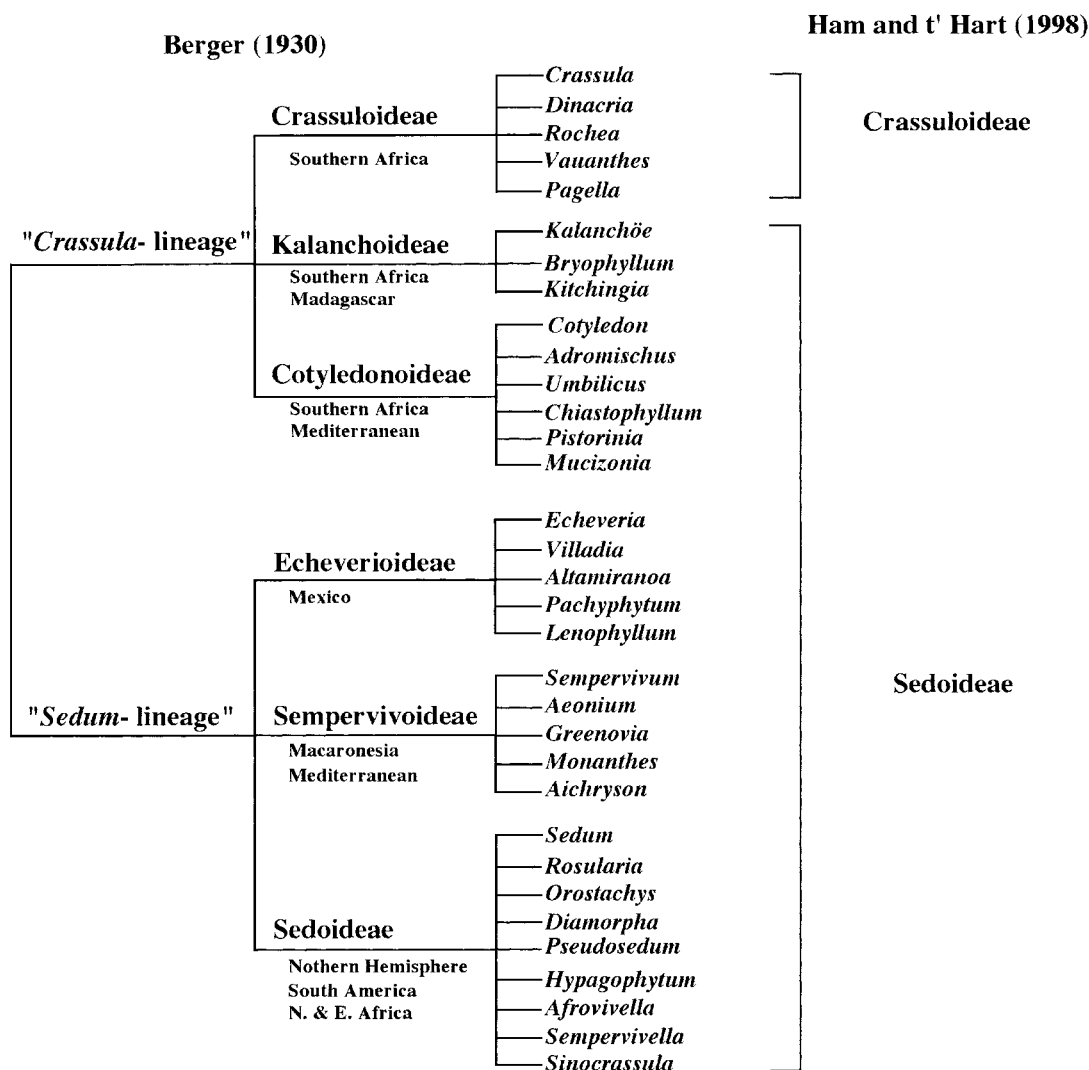 Berger (1930)
Ham and t' Hart (1998)
"Crassula- lineage"
Crassuloideae
Southern Africa
Crassula
Dinacria
Rochea
Vauanthes
Pagella
Crassuloideae
Kalanchoideae
Southern Africa
Madagascar
Kalanchöe
Bryophyllum
Kitchingia
Cotyledonoideae
Southern Africa
Mediterranean
Cotyledon
Adromischus
Umbilicus
Chiastophyllum
Pistorinia
Mucizonia
"Sedum- lineage"
Echeverioideae
Mexico
Echeveria
Villadia
Altamiranoa
Pachyphytum
Lenophyllum
Sempervivoideae
Macaronesia
Mediterranean
Sempervivum
Aeonium
Greenovia
Monanthes
Aichryson
Sedoideae
Nothern Hemisphere
South America
N. & E. Africa
Sedum
Rosularia
Orostachys
Diamorpha
Pseudosedum
Hypagophytum
Afrovivella
Sempervivella
Sinocrassula
Sedoideae